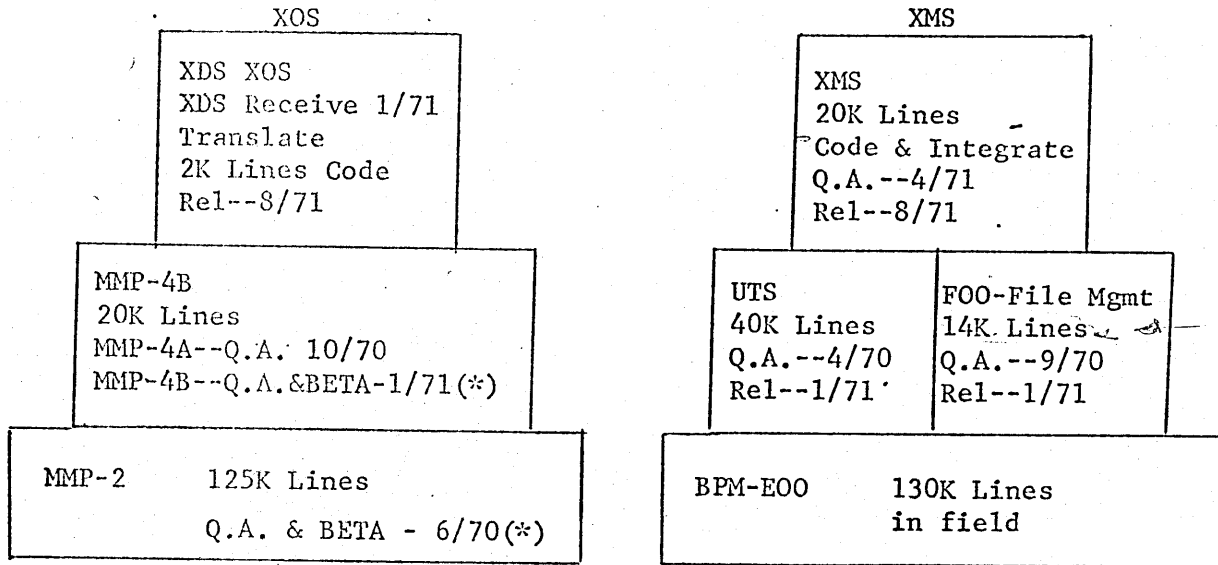 XOS
XDS XOS
XDS Receive 1/71
Translate
2K Lines Code
Rel--8/71
MMP-4B
20K Lines
MMP-4A--Q.A. 10/70
MMP-4B--Q.A.&BETA-1/71(*)
MMP-2 125K Lines
Q.A. & BETA - 6/70(*)
XMS
XMS
20K Lines
Code & Integrate
Q.A.--4/71
Rel--8/71
UTS
40K Lines
Q.A.--4/70
Rel--1/71
FOO-File Mgmt
14K Lines
Q.A.--9/70
Rel--1/71
BPM-EOO 130K Lines
in field